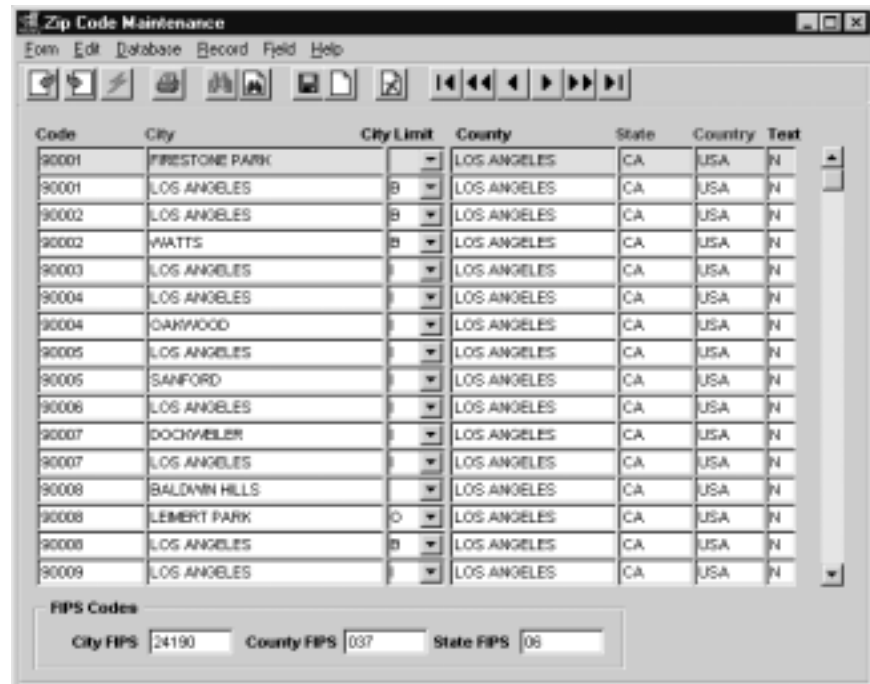 Zip Code Maintenance
Form Edit Database Record Field Help
Code City City Limit County State Country Text
90001 FIRESTONE PARK LOS ANGELES CA USA N
90001 LOS ANGELES B LOS ANGELES CA USA N
90002 LOS ANGELES B LOS ANGELES CA USA N
90002 WATTS B LOS ANGELES CA USA N
90003 LOS ANGELES I LOS ANGELES CA USA N
90004 LOS ANGELES I LOS ANGELES CA USA N
90004 OAKWOOD I LOS ANGELES CA USA N
90005 LOS ANGELES I LOS ANGELES CA USA N
90005 SANFORD I LOS ANGELES CA USA N
90006 LOS ANGELES I LOS ANGELES CA USA N
90007 DOCKWEILER I LOS ANGELES CA USA N
90007 LOS ANGELES I LOS ANGELES CA USA N
90008 BALDWIN HILLS LOS ANGELES CA USA N
90008 LEIMERT PARK O LOS ANGELES CA USA N
90008 LOS ANGELES B LOS ANGELES CA USA N
90009 LOS ANGELES I LOS ANGELES CA USA N
FIPS Codes
City FIPS 24190 County FIPS 037 State FIPS 06